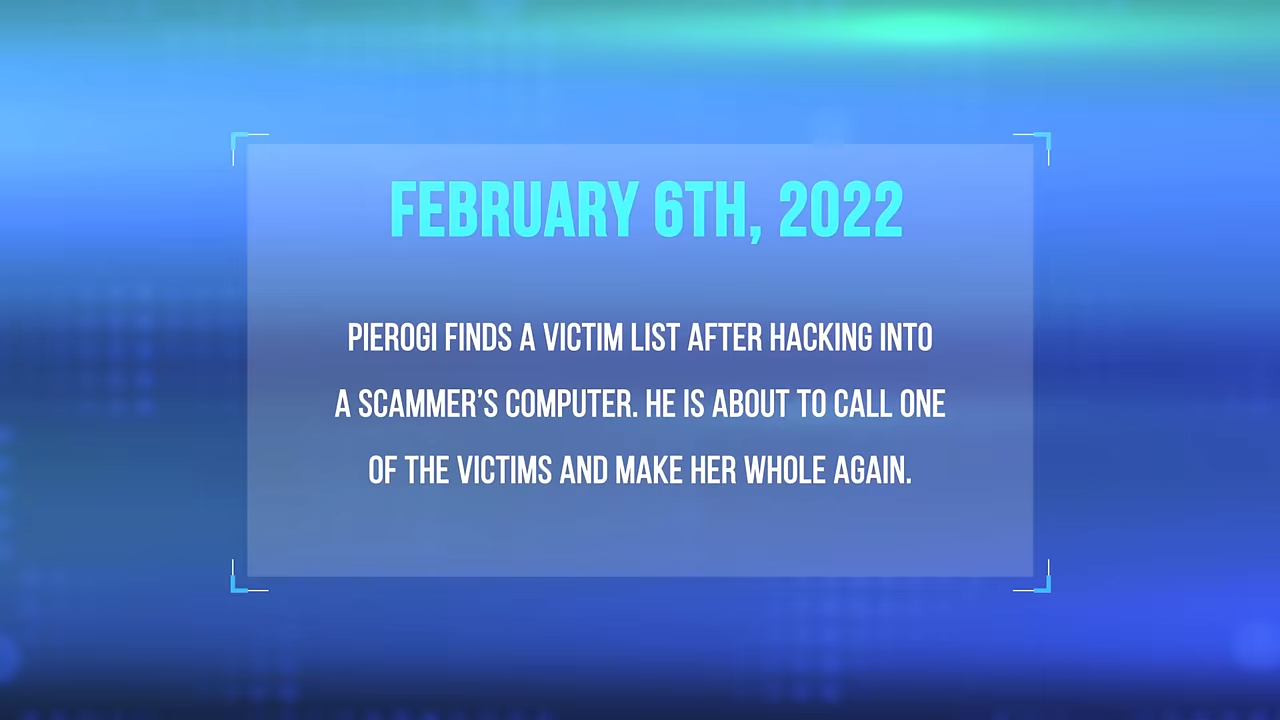 FEBRUARY 6TH, 2022
PIEROGI FINDS A VICTIM LIST AFTER HACKING INTO
A SCAMMER’S COMPUTER. HE IS ABOUT TO CALL ONE
OF THE VICTIMS AND MAKE HER WHOLE AGAIN.